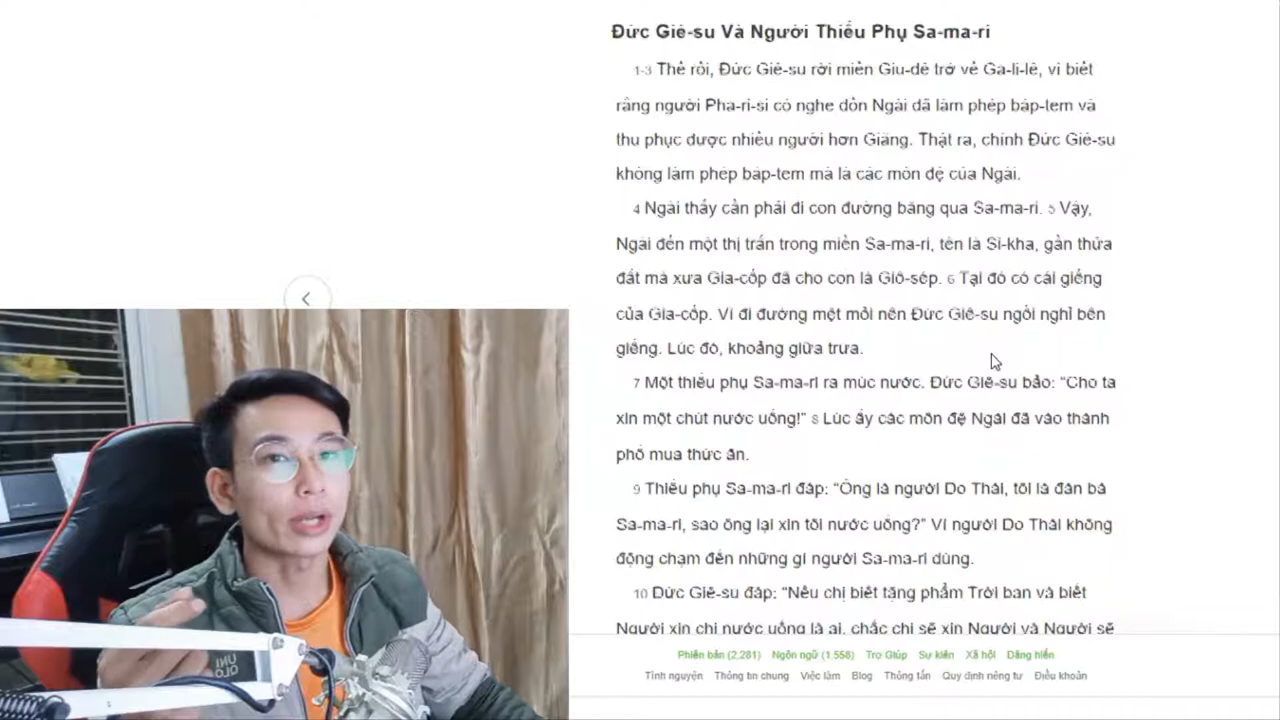 Đức Giê-su Và Người Thiếu Phụ Sa-ma-ri
1-3 Thế rồi, Đức Giê-su rời miền Giu-đê trở về Ga-li-lê, vì biết
rằng người Pha-ri-si có nghe đồn Ngài đã làm phép báp-tem và
thu phục được nhiều người hơn Giăng. Thật ra, chính Đức Giê-su
không làm phép báp-tem mà là các môn đệ của Ngài.
4 Ngài thấy cần phải đi con đường băng qua Sa-ma-ri. 5 Vậy,
Ngài đến một thị trấn trong miền Sa-ma-ri, tên là Si-kha, gần thửa
đất mà xưa Gia-cốp đã cho con là Giô-sép. 6 Tại đó có cái giếng
của Gia-cốp. Vì đi đường mệt mỏi nên Đức Giê-su ngồi nghỉ bên
giếng. Lúc đó, khoảng giữa trưa.
7 Một thiếu phụ Sa-ma-ri ra múc nước. Đức Giê-su bảo: “Cho ta
xin một chút nước uống!” 8 Lúc ấy các môn đệ Ngài đã vào thành
phố mua thức ăn.
9 Thiếu phụ Sa-ma-ri đáp: “Ông là người Do Thái, tôi là đàn bà
Sa-ma-ri, sao ông lại xin tôi nước uống?” Vì người Do Thái không
động chạm đến những gì người Sa-ma-ri dùng.
10 Đức Giê-su đáp: “Nếu chị biết tặng phẩm Trời ban và biết
Người xin chị nước uống là ai, chắc chị sẽ xin Người và Người sẽ
Phiên bản (2,281) Ngôn ngữ (1,558) Trợ Giúp Sự kiện Xã hội Dâng hiến
Tình nguyện Thông tin chung Việc làm Blog Thông tấn Quy định riêng tư Điều khoản
UNI
QLO